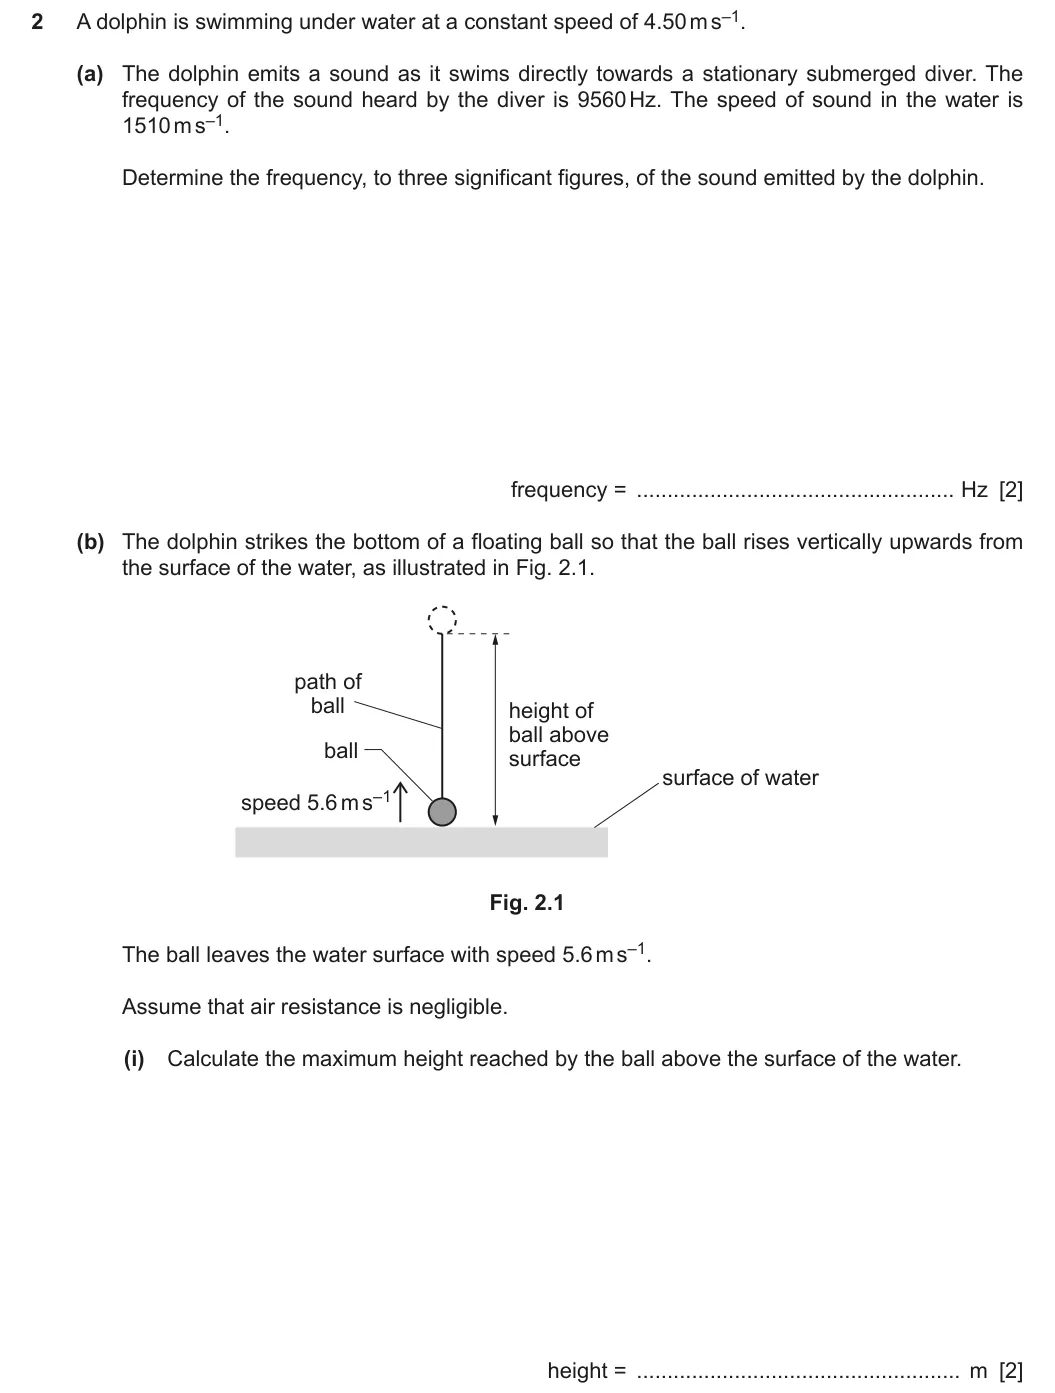 2 A dolphin is swimming under water at a constant speed of 4.50 m s⁻¹.
(a) The dolphin emits a sound as it swims directly towards a stationary submerged diver. The
frequency of the sound heard by the diver is 9560 Hz. The speed of sound in the water is
1510 m s⁻¹.
Determine the frequency, to three significant figures, of the sound emitted by the dolphin.
frequency = .................................................... Hz [2]
(b) The dolphin strikes the bottom of a floating ball so that the ball rises vertically upwards from
the surface of the water, as illustrated in Fig. 2.1.
path of
ball
height of
ball above
surface
ball
surface of water
speed 5.6 m s⁻¹
Fig. 2.1
The ball leaves the water surface with speed 5.6 m s⁻¹.
Assume that air resistance is negligible.
(i) Calculate the maximum height reached by the ball above the surface of the water.
height = ..................................................... m [2]